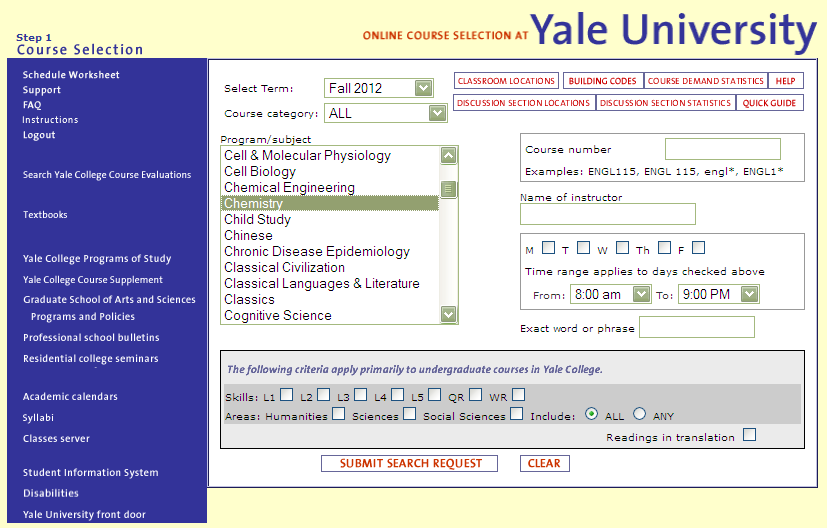 Step 1
Course Selection
ONLINE COURSE SELECTION AT Yale University
Schedule Worksheet
Support
FAQ
Instructions
Logout
Search Yale College Course Evaluations
Textbooks
Yale College Programs of Study
Yale College Course Supplement
Graduate School of Arts and Sciences
Programs and Policies
Professional school bulletins
Residential college seminars
Academic calendars
Syllabi
Classes server
Student Information System
Disabilities
Yale University front door
Select Term: Fall 2012
Course category: ALL
CLASSROOM LOCATIONS BUILDING CODES COURSE DEMAND STATISTICS HELP
DISCUSSION SECTION LOCATIONS DISCUSSION SECTION STATISTICS QUICK GUIDE
Program/subject
Cell & Molecular Physiology
Cell Biology
Chemical Engineering
Chemistry
Child Study
Chinese
Chronic Disease Epidemiology
Classical Civilization
Classical Languages & Literature
Classics
Cognitive Science
Course number
Examples: ENGL115, ENGL 115, engl*, ENGL1*
Name of instructor
M T W Th F
Time range applies to days checked above
From: 8:00 am To: 9:00 PM
Exact word or phrase
The following criteria apply primarily to undergraduate courses in Yale College.
Skills: L1 L2 L3 L4 L5 QR WR
Areas: Humanities Sciences Social Sciences Include: ALL ANY
Readings in translation
SUBMIT SEARCH REQUEST CLEAR